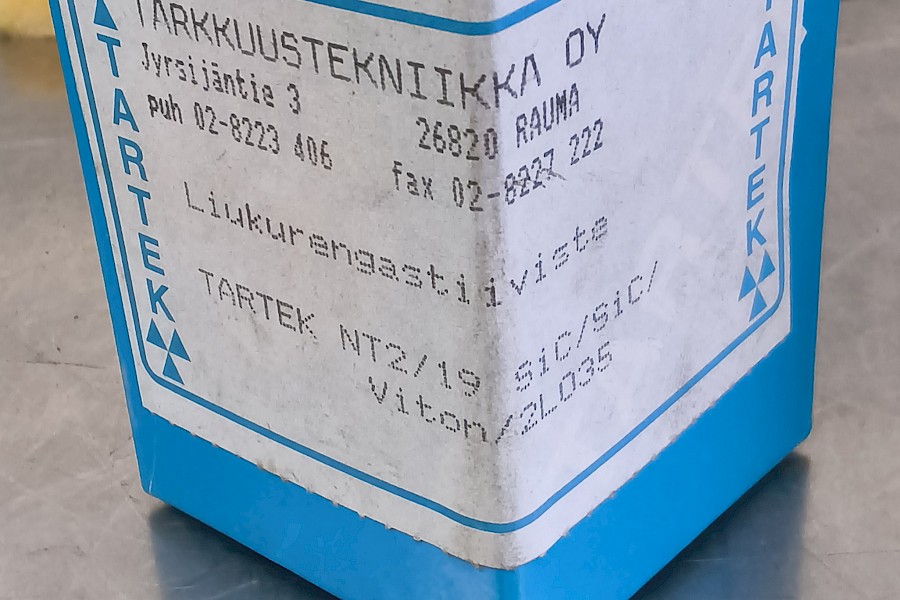 TARKKUUSTEKNIIKKA OY
Jyrsijäntie 3 26820 RAUMA
puh 02-8223 406 fax 02-8227 222
Liukurengastiiviste
TARTEK NT2/19 SiC/SiC/
Viton/2L035
TARTEK
TARTEK